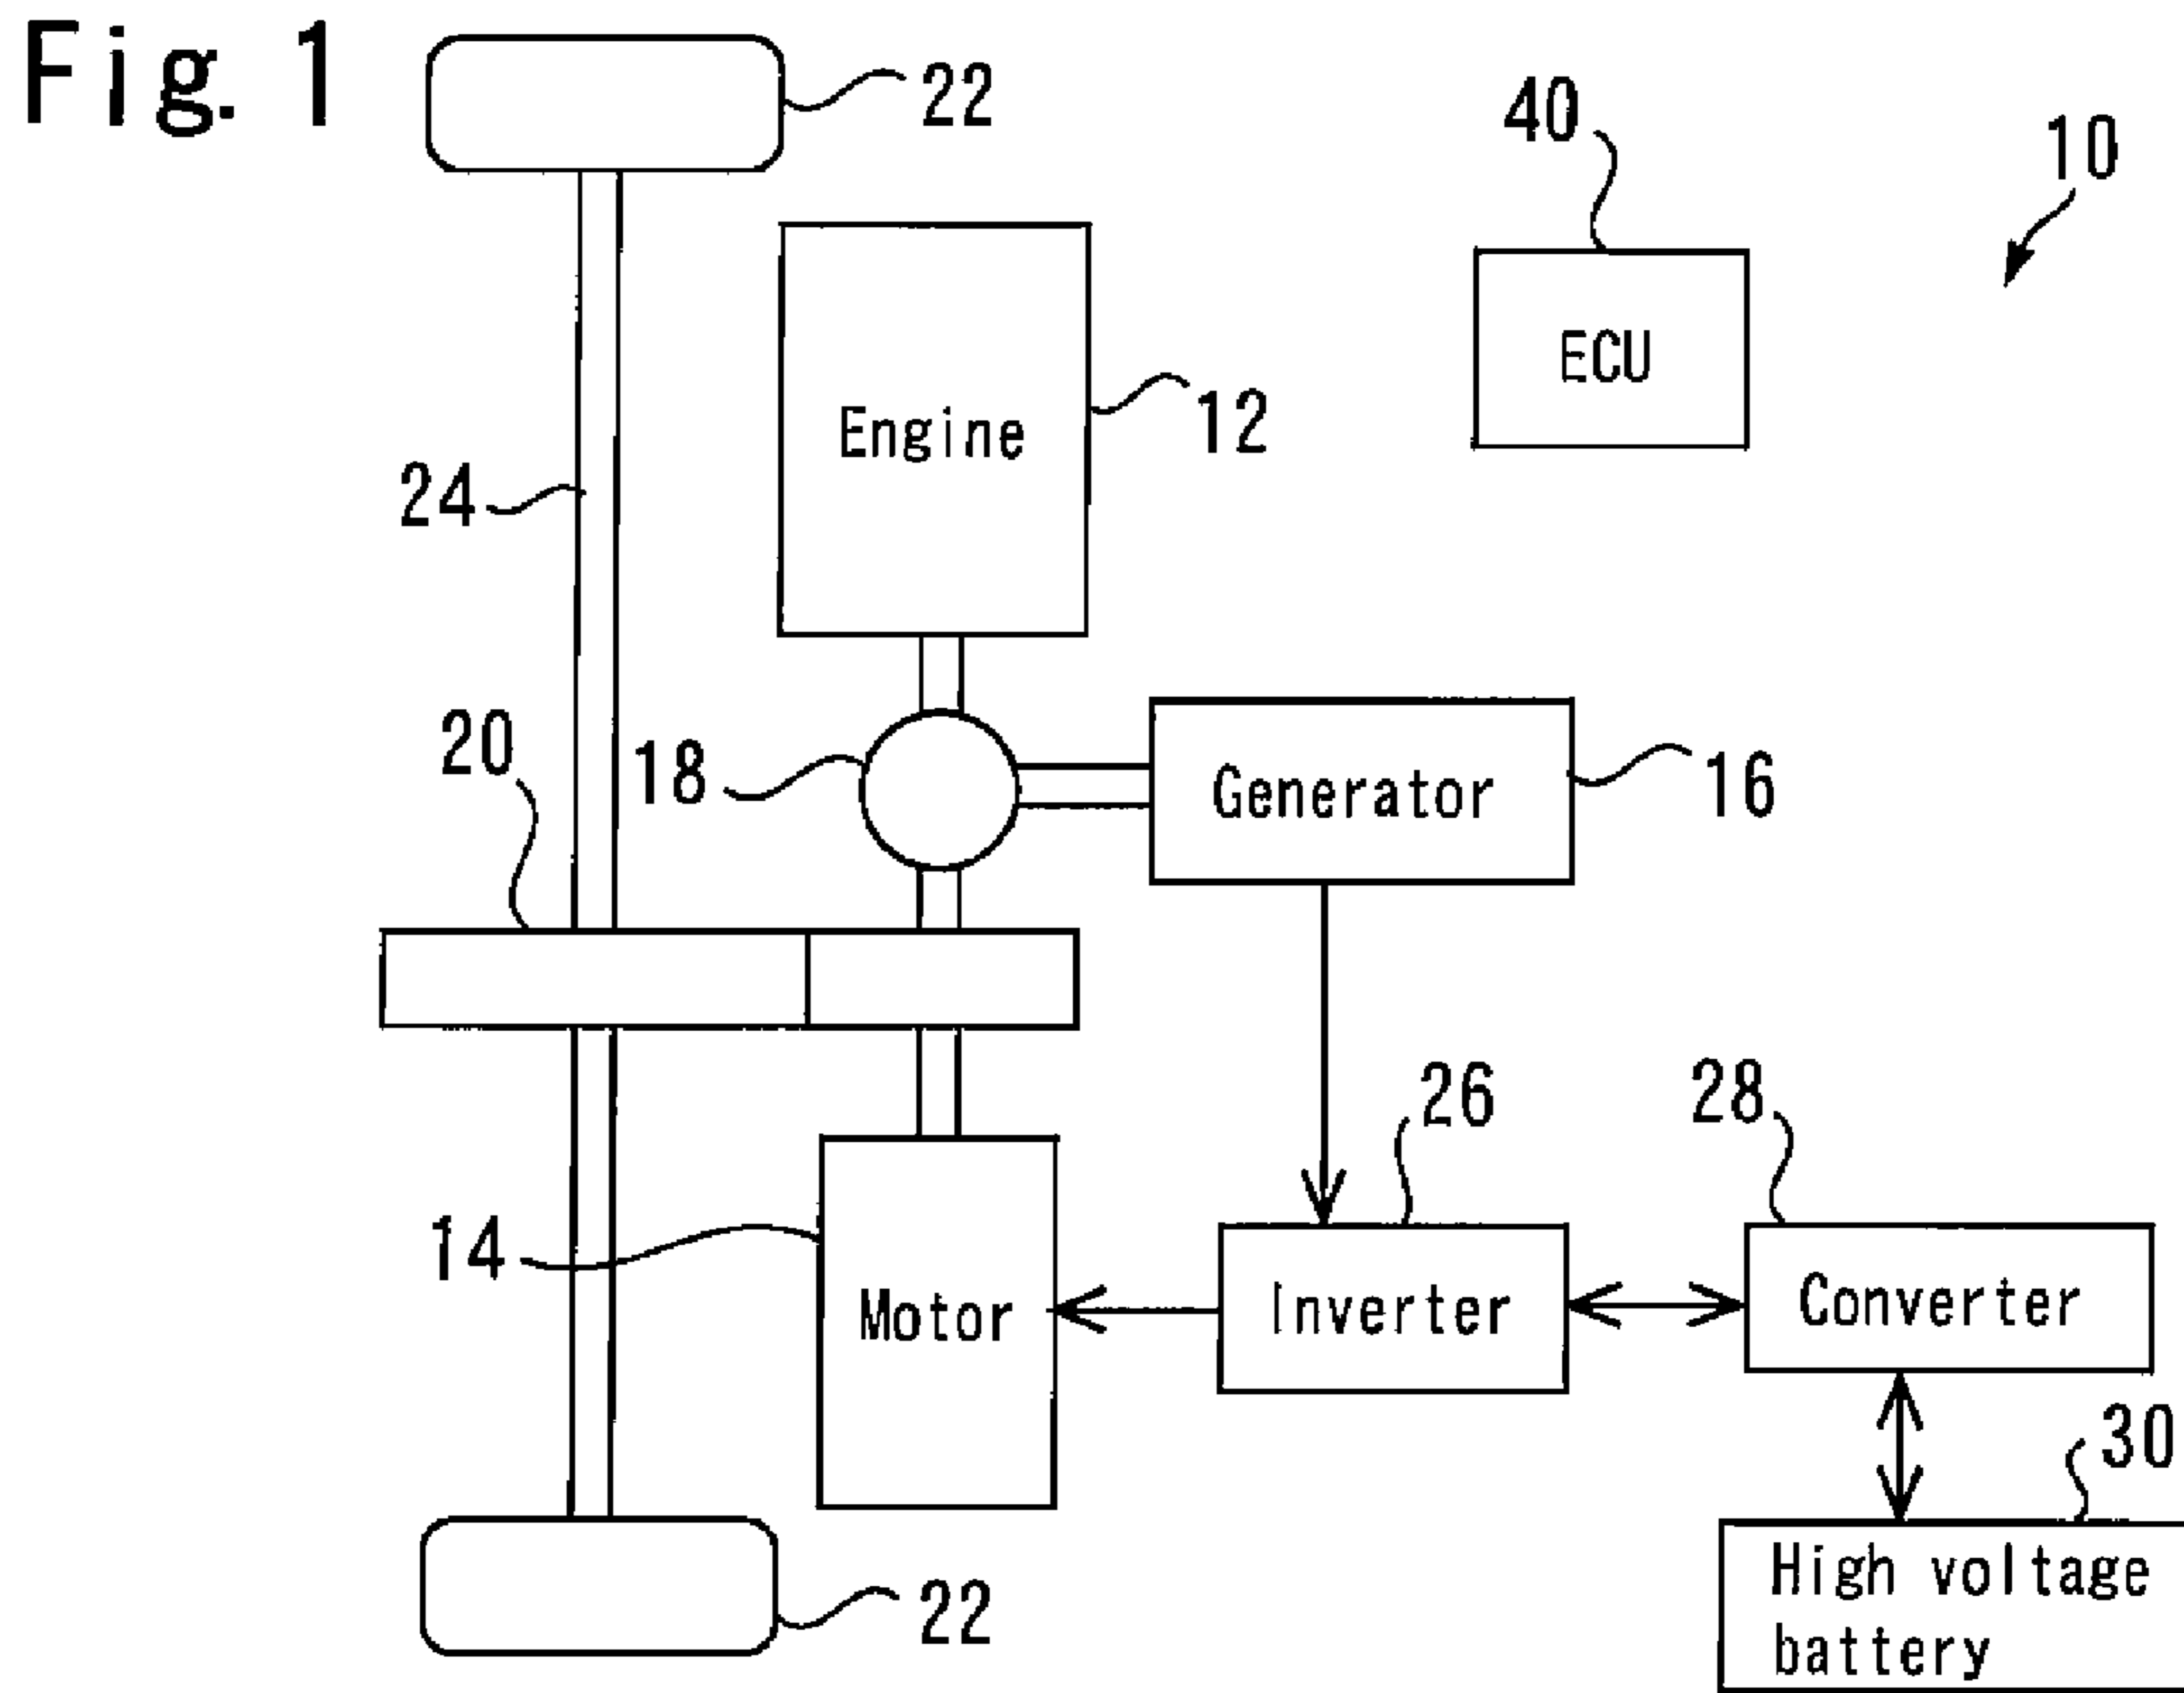 Fig. 1
22
40
10
Engine
12
ECU
24
20
18
Generator
16
26
28
14
Motor
Inverter
Converter
30
High voltage
battery
22